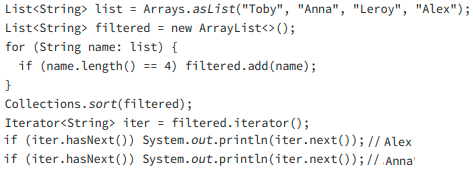 List<String> list = Arrays.asList("Toby", "Anna", "Leroy", "Alex");
List<String> filtered = new ArrayList<>();
for (String name: list) {
if (name.length() == 4) filtered.add(name);
}
Collections.sort(filtered);
Iterator<String> iter = filtered.iterator();
if (iter.hasNext()) System.out.println(iter.next()); // Alex
if (iter.hasNext()) System.out.println(iter.next()); // Anna'